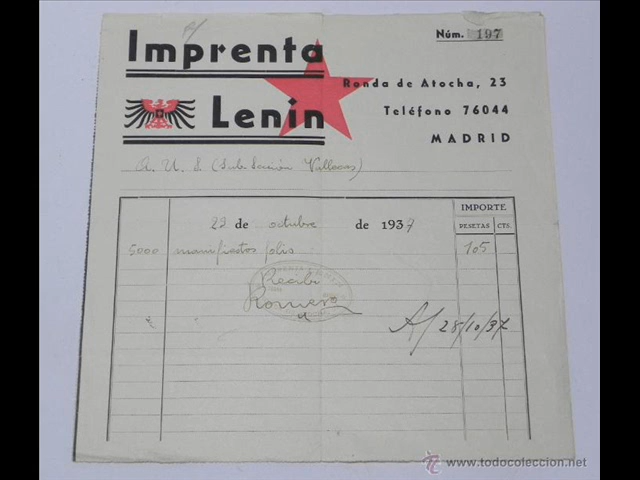 Imprenta
Lenin
Núm. 197
Ronda de Atocha, 23
Teléfono 76044
MADRID
(Sub. Sección Vallecas)
IMPORTE
PESETAS CTS.
22 de octubre de 1937
5000 manifiestos folio 105
Recibí
Romero
A/ 28/10/37
www.todocoleccion.net